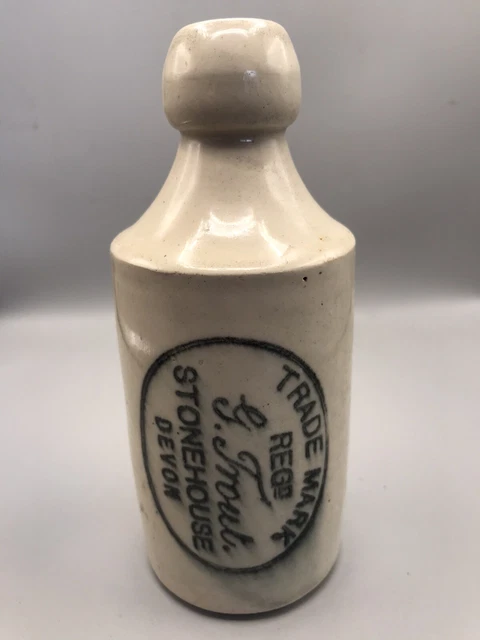 TRADE MARK
REGD
G. Trout.
STONEHOUSE
DEVON